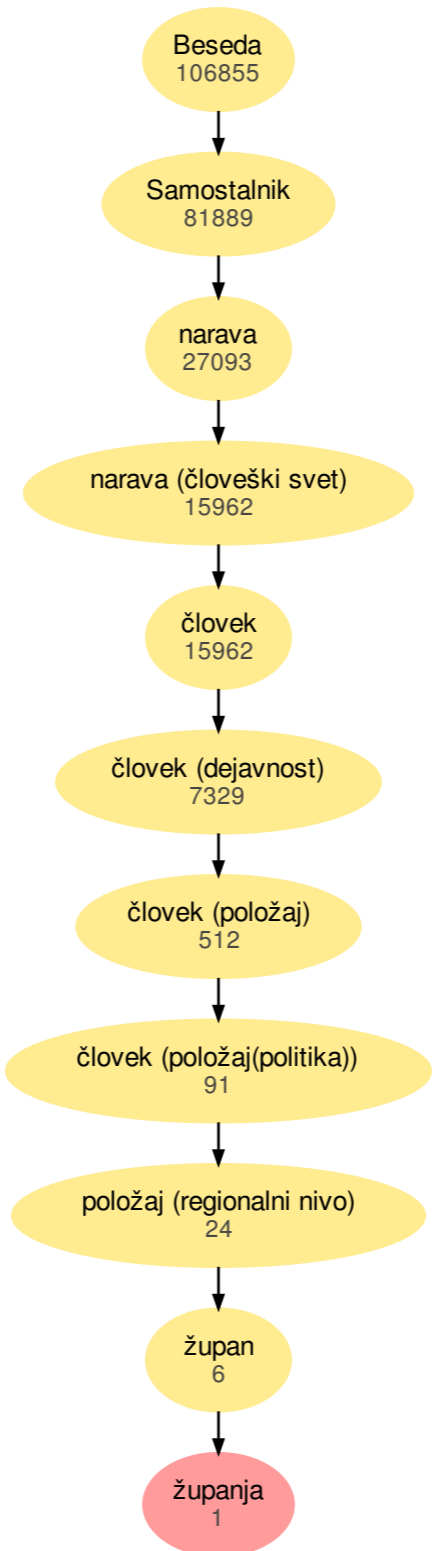 Beseda
106855
Samostalnik
81889
narava
27093
narava (človeški svet)
15962
človek
15962
človek (dejavnost)
7329
človek (položaj)
512
človek (položaj(politika))
91
položaj (regionalni nivo)
24
župan
6
županja
1